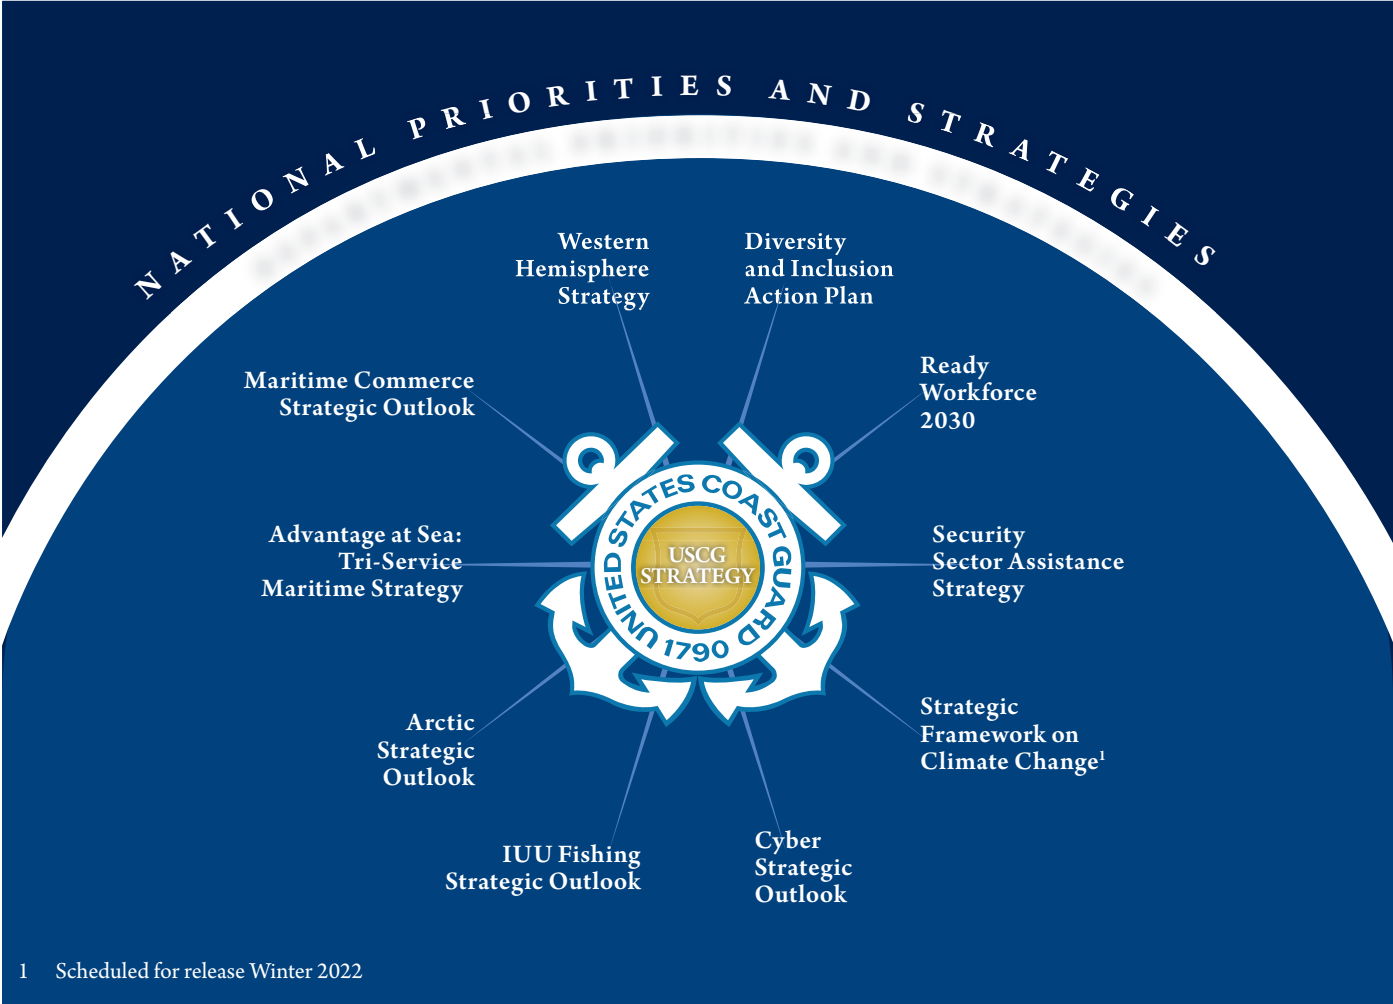 NATIONAL PRIORITIES AND STRATEGIES
Western
Hemisphere
Strategy
Diversity
and Inclusion
Action Plan
Maritime Commerce
Strategic Outlook
Ready
Workforce
2030
Advantage at Sea:
Tri-Service
Maritime Strategy
UNITED STATES COAST GUARD
1790
USCG
STRATEGY
Security
Sector Assistance
Strategy
Arctic
Strategic
Outlook
Strategic
Framework on
Climate Change¹
IUU Fishing
Strategic Outlook
Cyber
Strategic
Outlook
1 Scheduled for release Winter 2022